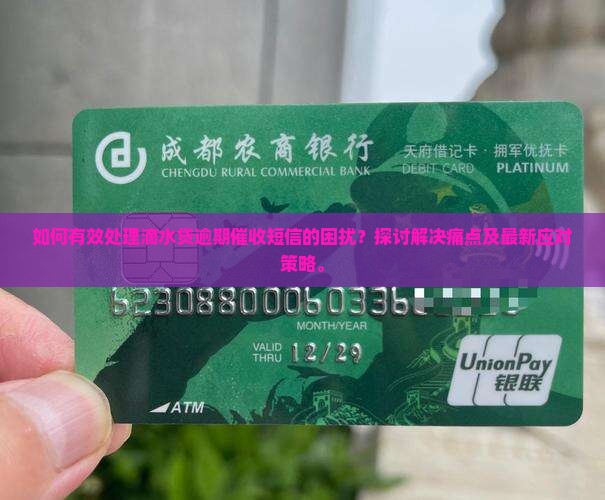 成都农商银行
CHENGDU RURAL COMMERCIAL BANK
天府借记卡·拥军优抚卡
DEBIT CARD PLATINUM
如何有效处理滴水贷逾期催收短信的困扰？探讨解决痛点及最新应对
策略。
MONTH/YEAR
VALID
THRU 12/29
UnionPay
银联
ATM